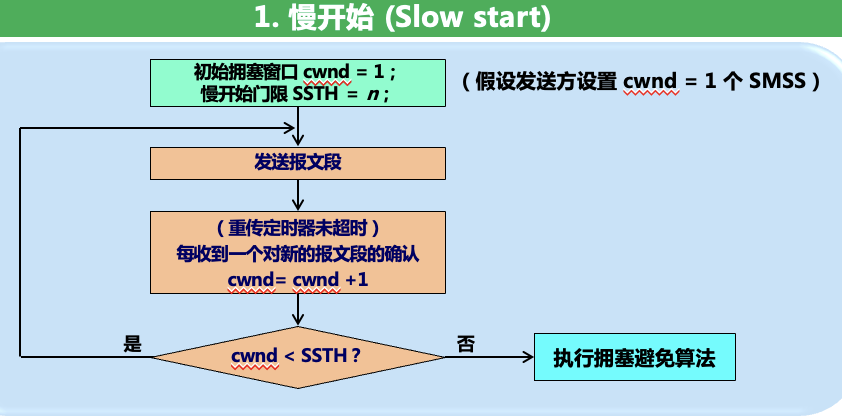 1. 慢开始 (Slow start)
初始拥塞窗口 cwnd = 1；
慢开始门限 SSTH = n；
（假设发送方设置 cwnd = 1 个 SMSS）
发送报文段
（重传定时器未超时）
每收到一个对新的报文段的确认
cwnd= cwnd +1
是
cwnd < SSTH？
否
执行拥塞避免算法